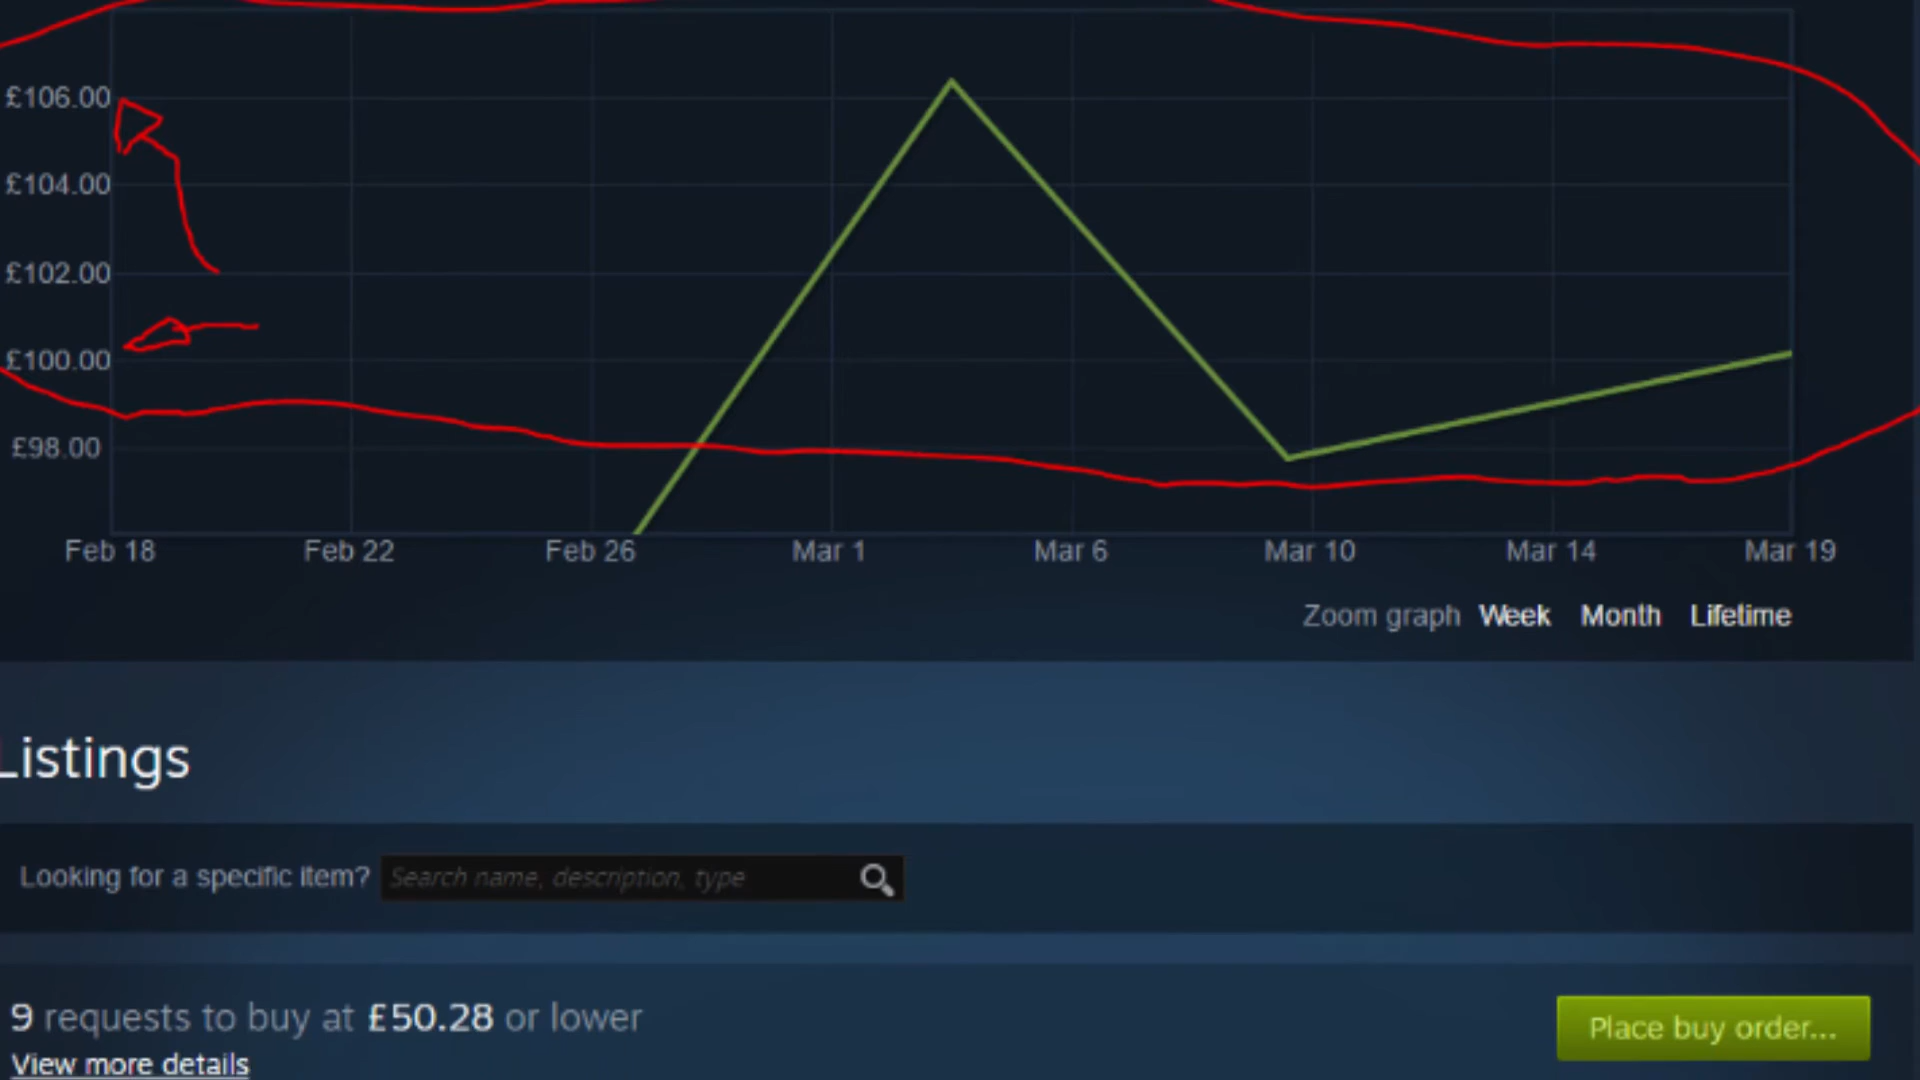 £106.00
£104.00
£102.00
£100.00
£98.00
Feb 18 Feb 22 Feb 26 Mar 1 Mar 6 Mar 10 Mar 14 Mar 19
Zoom graph Week Month Lifetime
Listings
Looking for a specific item? Search name, description, type
9 requests to buy at £50.28 or lower
Place buy order...
View more details